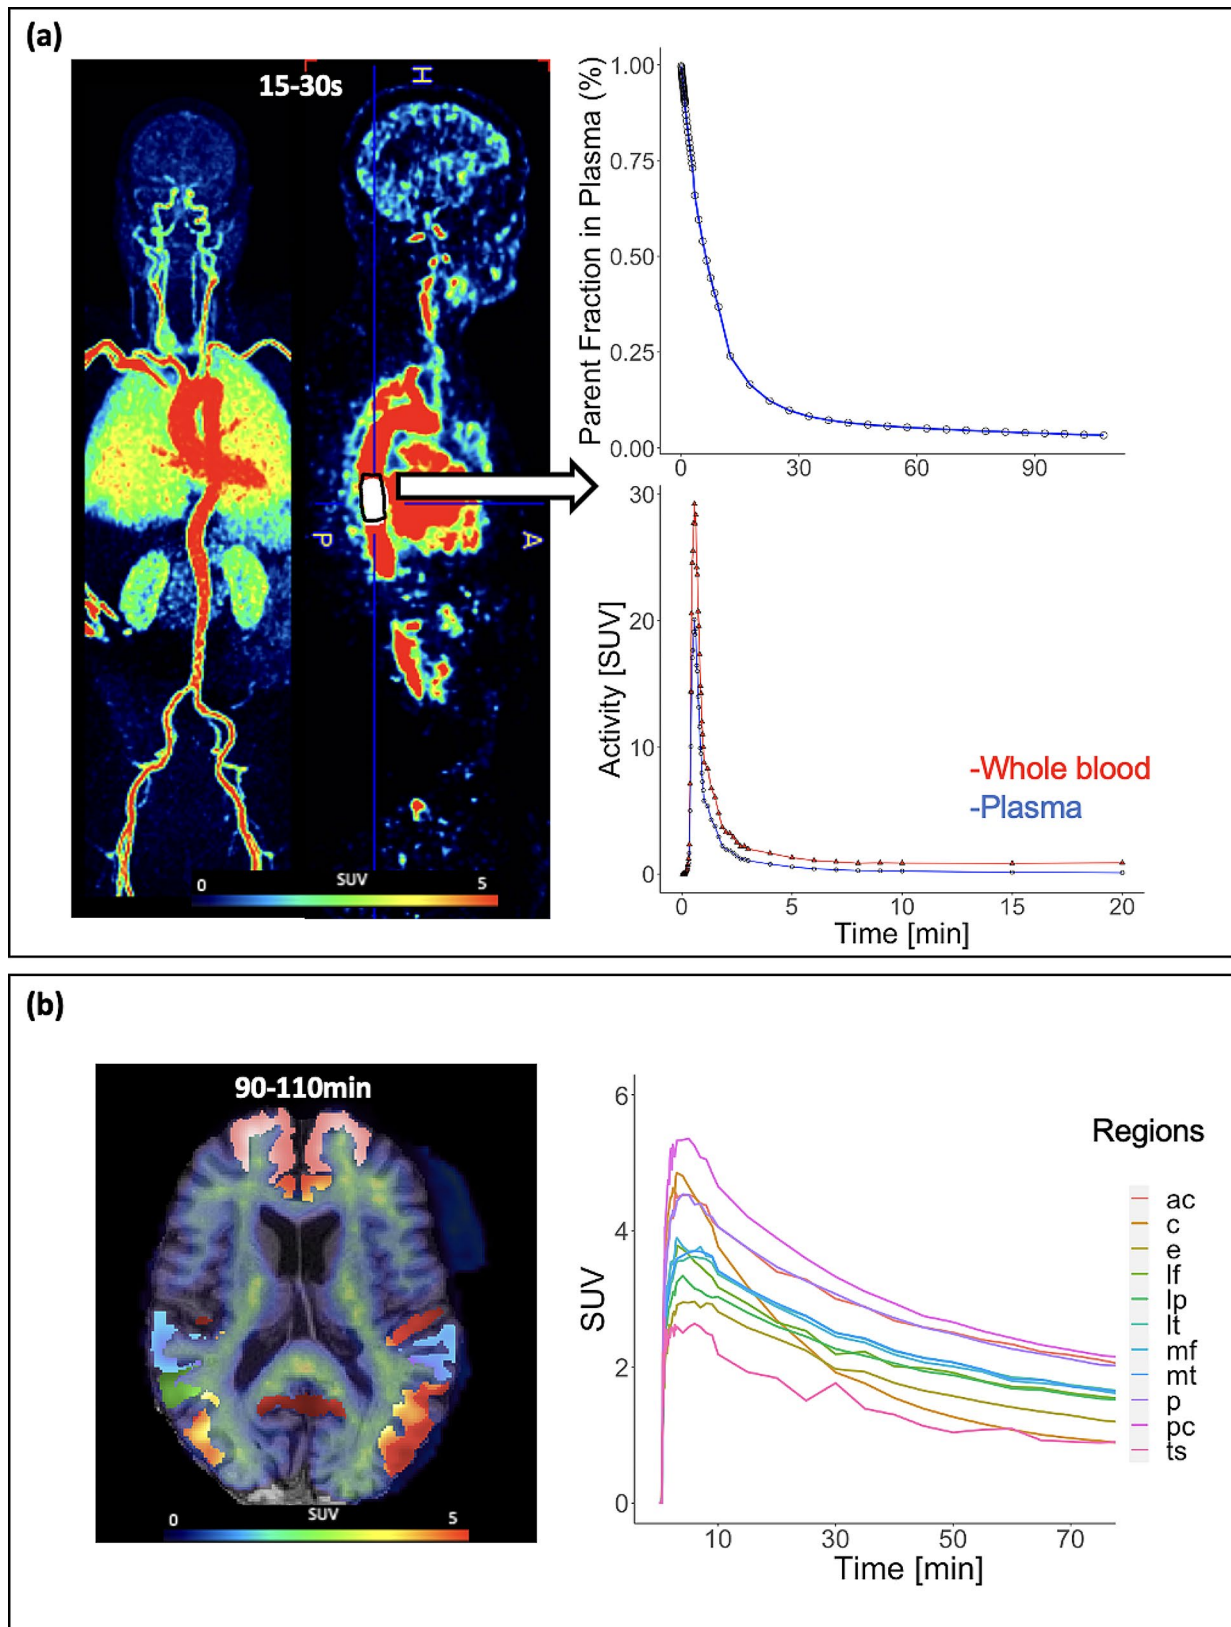 (a)
15-30s
H
P
A
0
SUV
5
Parent Fraction in Plasma (%)
1.00
0.75
0.50
0.25
0.00
0
30
60
90
Activity [SUV]
30
20
10
0
-Whole blood
-Plasma
0
5
10
15
20
Time [min]
(b)
90-110min
0
SUV
5
SUV
6
4
2
0
10
30
50
70
Time [min]
Regions
ac
c
e
lf
lp
lt
mf
mt
p
pc
ts